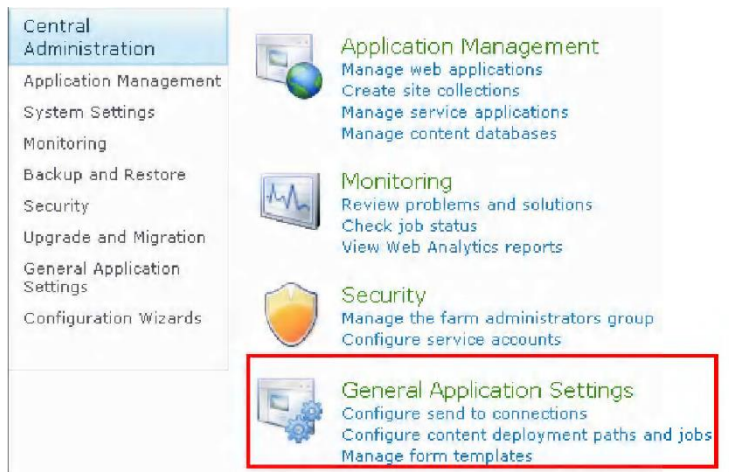 Central
Administration
Application Management
System Settings
Monitoring
Backup and Restore
Security
Upgrade and Migration
General Application
Settings
Configuration Wizards
Application Management
Manage web applications
Create site collections
Manage service applications
Manage content databases
Monitoring
Review problems and solutions
Check job status
View Web Analytics reports
Security
Manage the farm administrators group
Configure service accounts
General Application Settings
Configure send to connections
Configure content deployment paths and jobs
Manage form templates